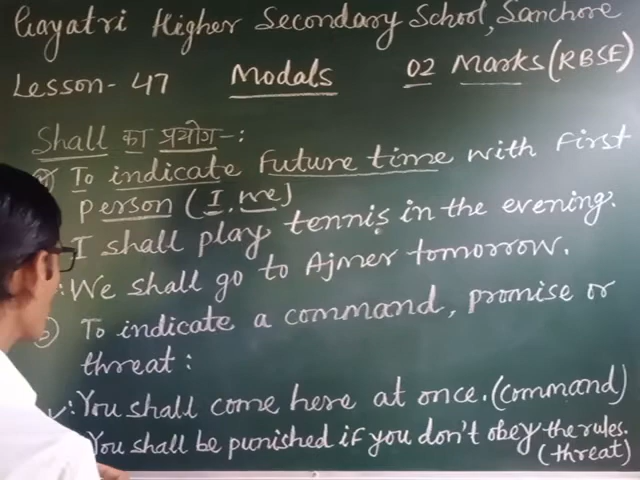 Gayatri Higher Secondary School, Sanchore
Lesson- 47 Modals 02 Marks (RBSE)
Shall का प्रयोग-:
To indicate future time with first
person (I, we)
I shall play tennis in the evening.
:We shall go to Ajmer tomorrow.
b) To indicate a command, promise or
threat:
:You shall come here at once. (command)
You shall be punished if you don't obey the rules.
(threat)